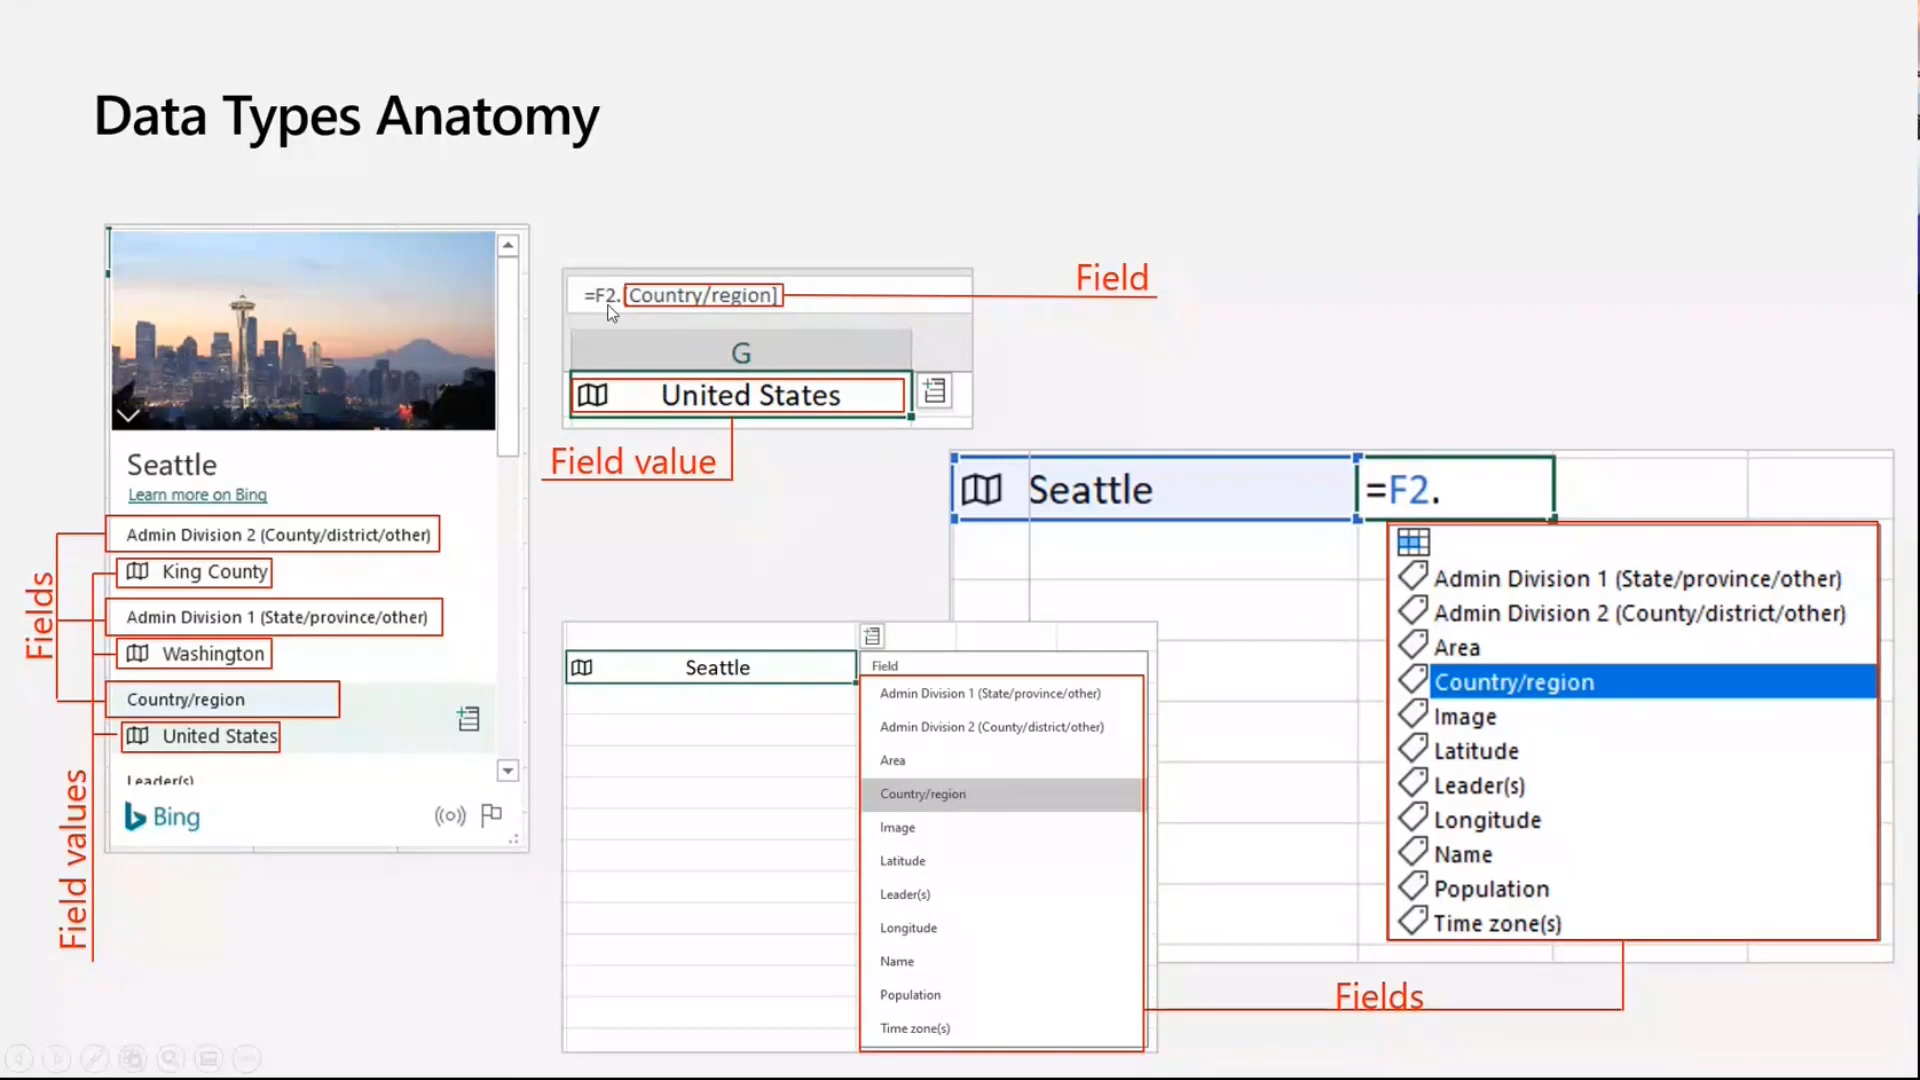 Data Types Anatomy
Seattle
Learn more on Bing
Admin Division 2 (County/district/other)
King County
Admin Division 1 (State/province/other)
Washington
Country/region
United States
Leader(s)
Bing
Fields
Field values
=F2.[Country/region]
Field
G
United States
Field value
Seattle
=F2.
Admin Division 1 (State/province/other)
Admin Division 2 (County/district/other)
Area
Country/region
Image
Latitude
Leader(s)
Longitude
Name
Population
Time zone(s)
Seattle
Field
Admin Division 1 (State/province/other)
Admin Division 2 (County/district/other)
Area
Country/region
Image
Latitude
Leader(s)
Longitude
Name
Population
Time zone(s)
Fields